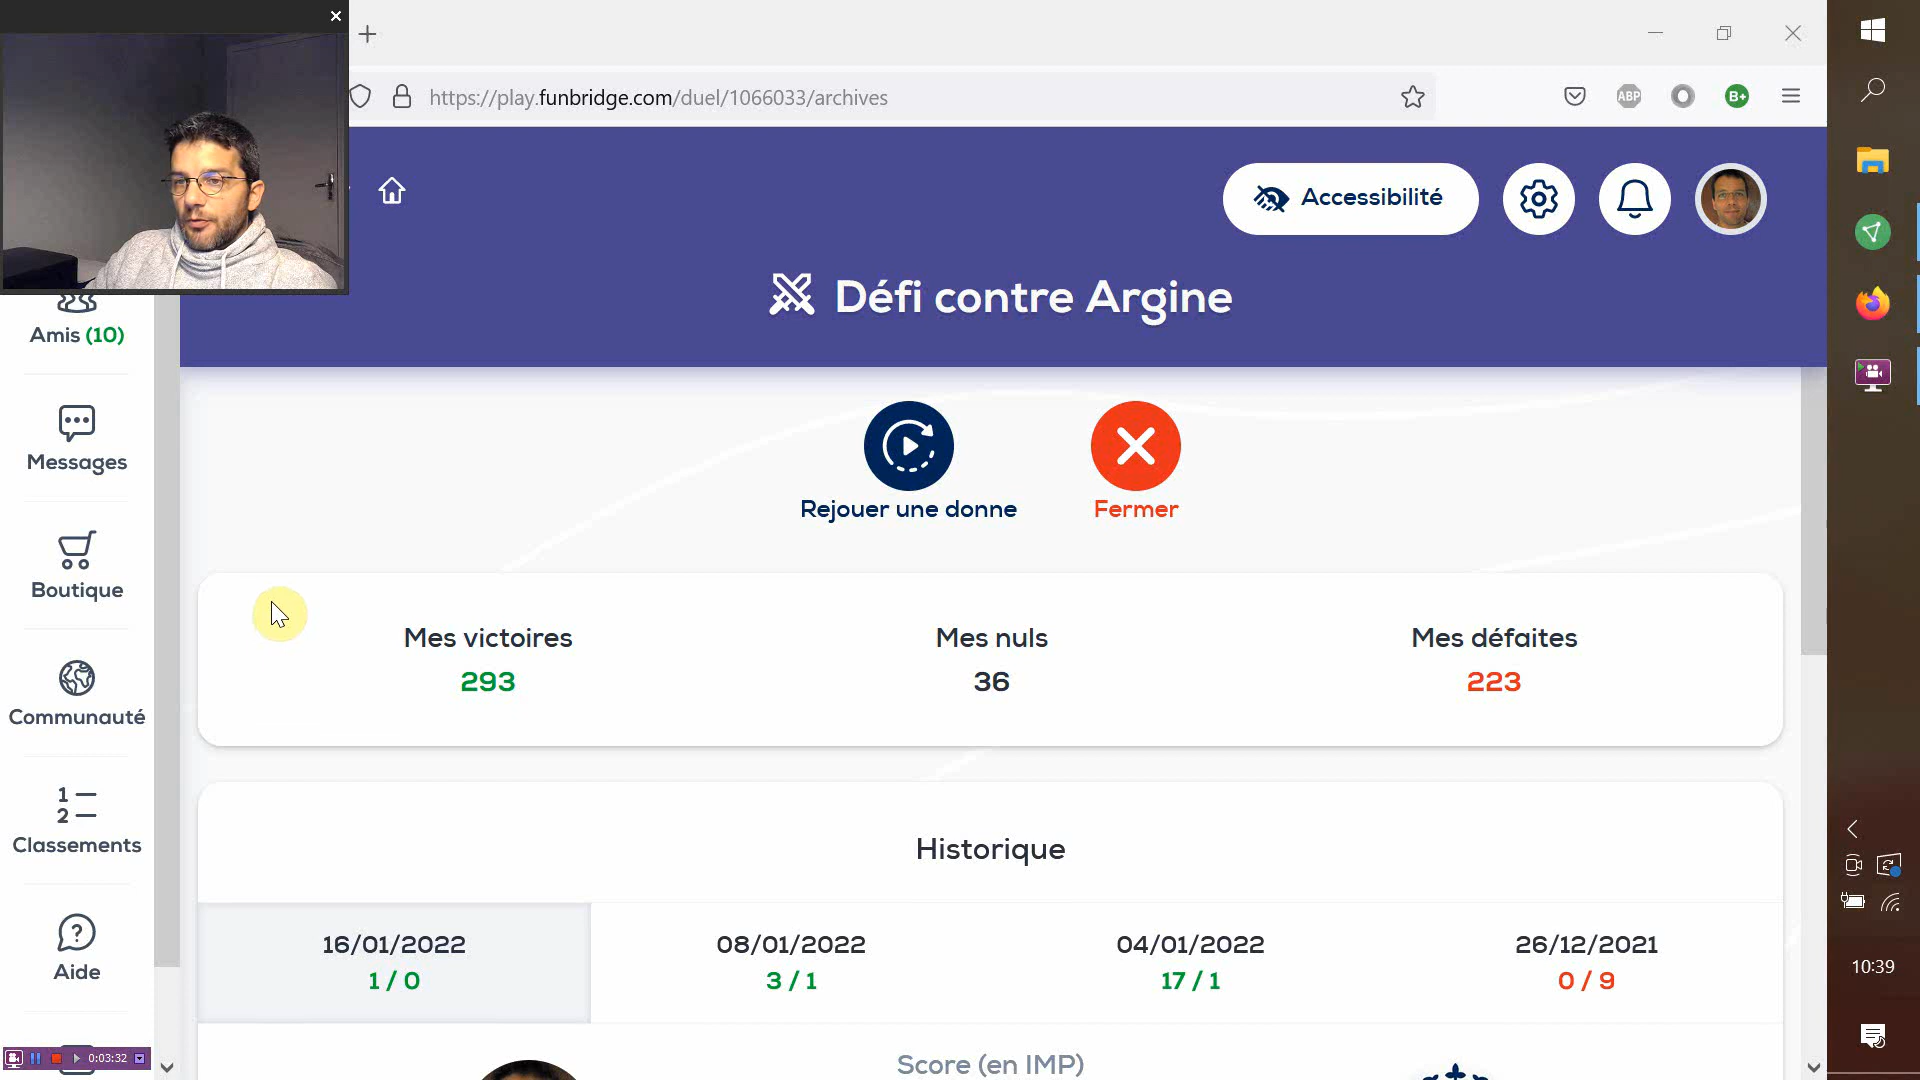 https://play.funbridge.com/duel/1066033/archives
ABP
B+
Accessibilité
Défi contre Argine
Amis (10)
Messages
Boutique
Communauté
1
2
Classements
Aide
Rejouer une donne
Fermer
Mes victoires
293
Mes nuls
36
Mes défaites
223
Historique
16/01/2022
1 / 0
08/01/2022
3 / 1
04/01/2022
17 / 1
26/12/2021
0 / 9
Score (en IMP)
0:03:32
10:39